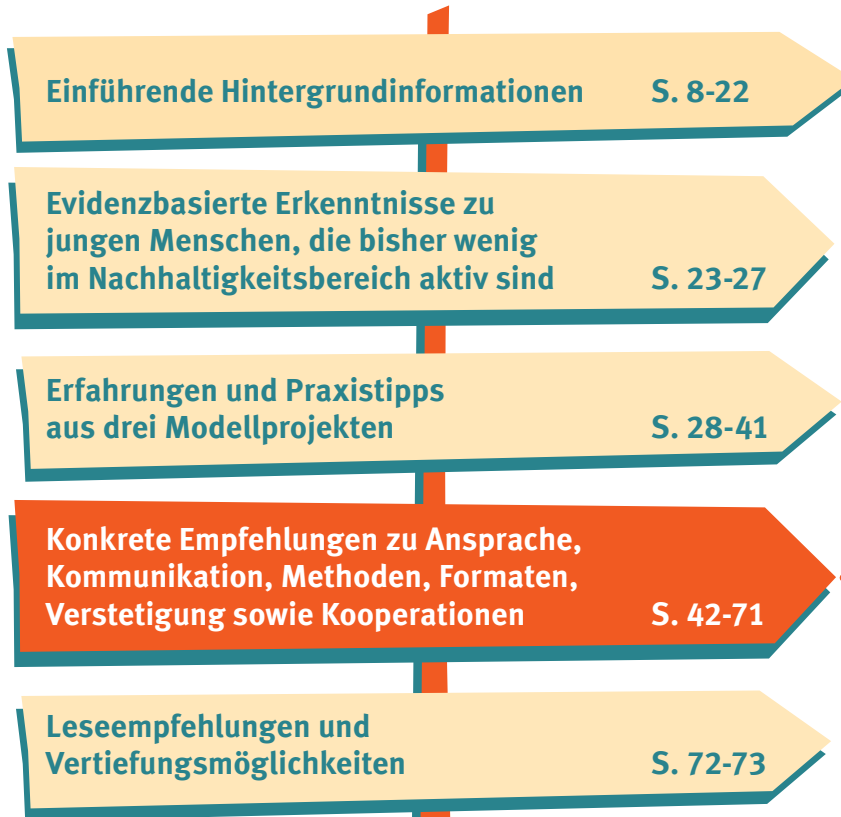 Einführende Hintergrundinformationen S. 8-22
Evidenzbasierte Erkenntnisse zu
jungen Menschen, die bisher wenig
im Nachhaltigkeitsbereich aktiv sind S. 23-27
Erfahrungen und Praxistipps
aus drei Modellprojekten S. 28-41
Konkrete Empfehlungen zu Ansprache,
Kommunikation, Methoden, Formaten,
Verstetigung sowie Kooperationen S. 42-71
Leseempfehlungen und
Vertiefungsmöglichkeiten S. 72-73